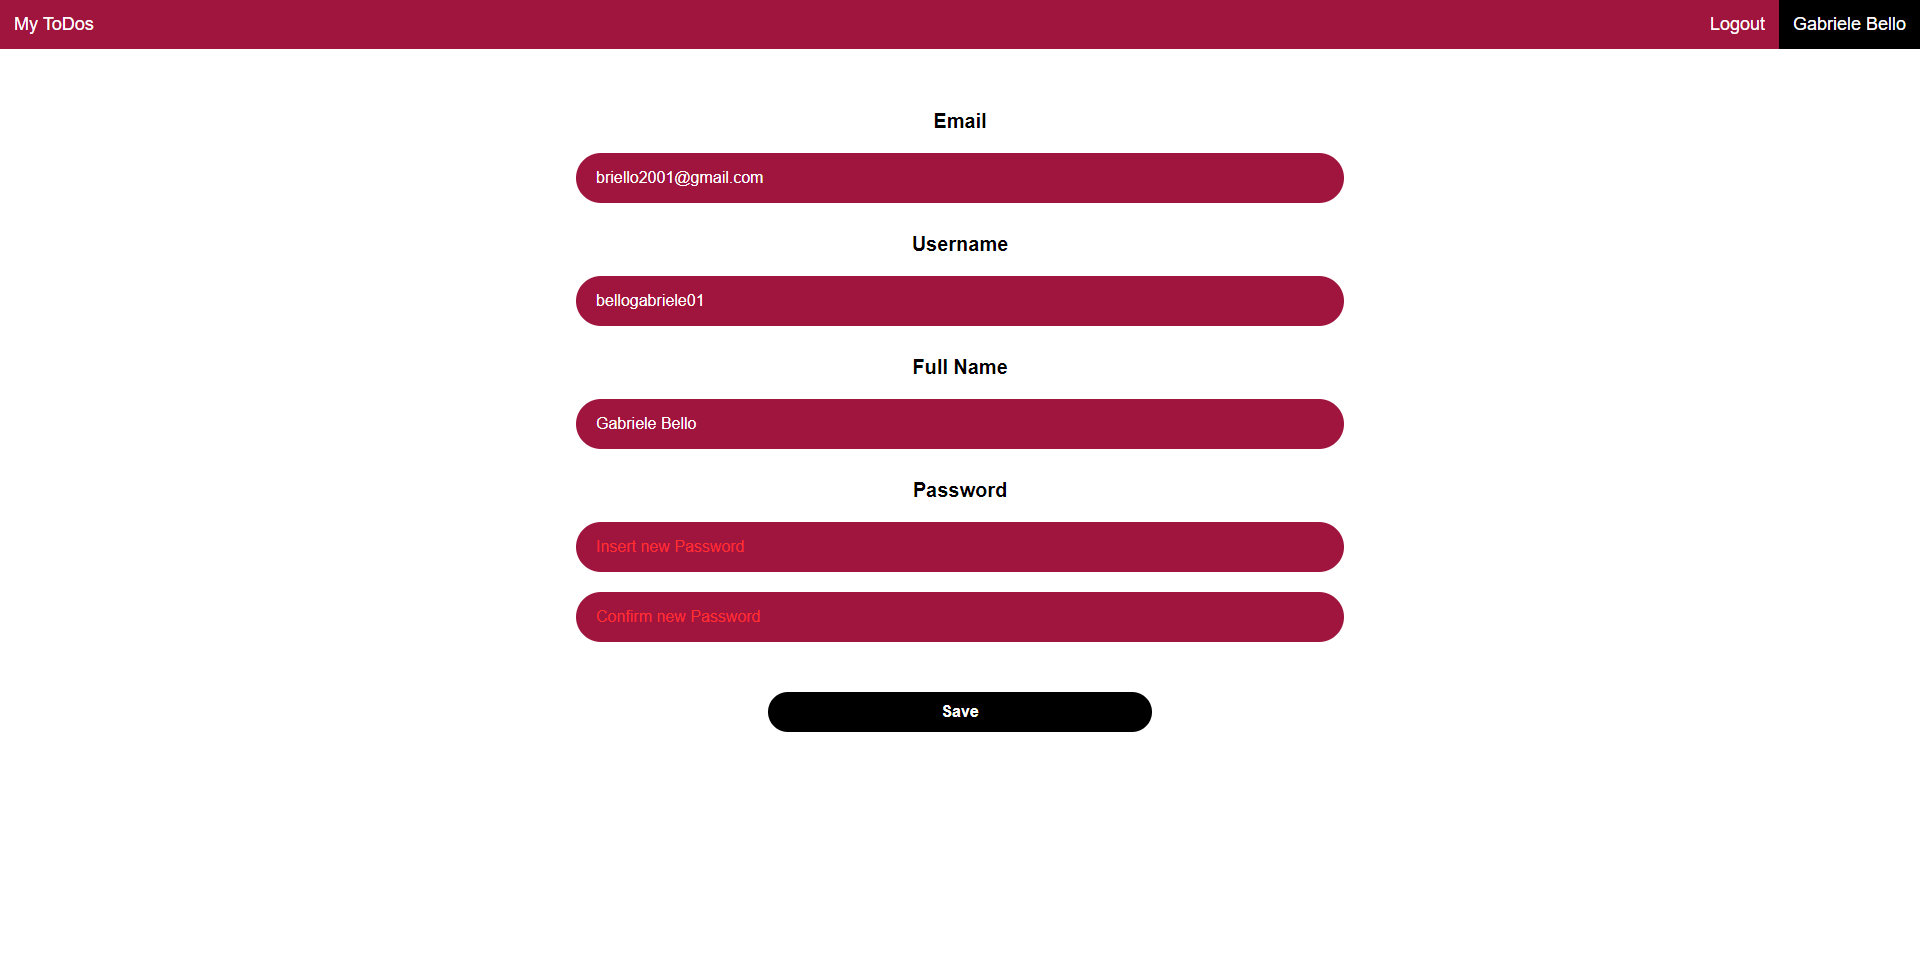 My ToDos
Logout
Gabriele Bello
Email
briello2001@gmail.com
Username
bellogabriele01
Full Name
Gabriele Bello
Password
Insert new Password
Confirm new Password
Save